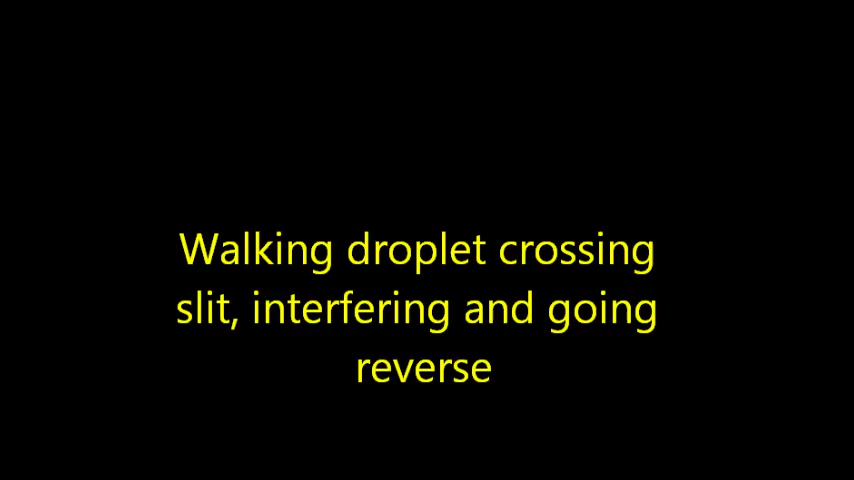 Walking droplet crossing
slit, interfering and going
reverse